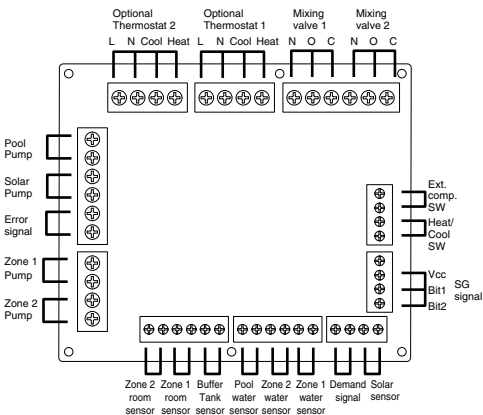 Optional Thermostat 2
Optional Thermostat 1
Mixing valve 1
Mixing valve 2
L N Cool Heat
L N Cool Heat
N O C
N O C
Pool Pump
Solar Pump
Error signal
Zone 1 Pump
Zone 2 Pump
Ext. comp. SW
Heat/ Cool SW
Vcc
Bit1
Bit2
SG signal
Zone 2 room sensor
Zone 1 room sensor
Buffer Tank sensor
Pool water sensor
Zone 2 water sensor
Zone 1 water sensor
Demand signal
Solar sensor